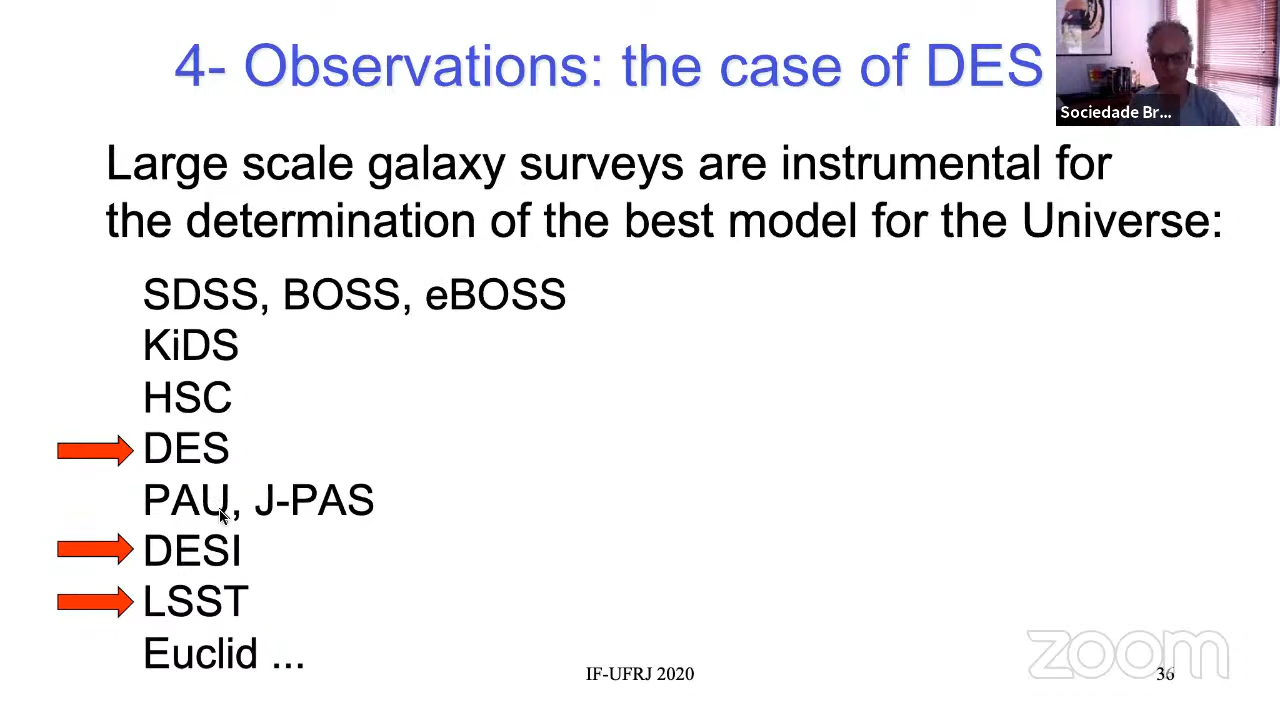 4- Observations: the case of DES
Sociedade Br...
Large scale galaxy surveys are instrumental for
the determination of the best model for the Universe:
SDSS, BOSS, eBOSS
KiDS
HSC
DES
PAU, J-PAS
DESI
LSST
Euclid ...
IF-UFRJ 2020
zoom
36